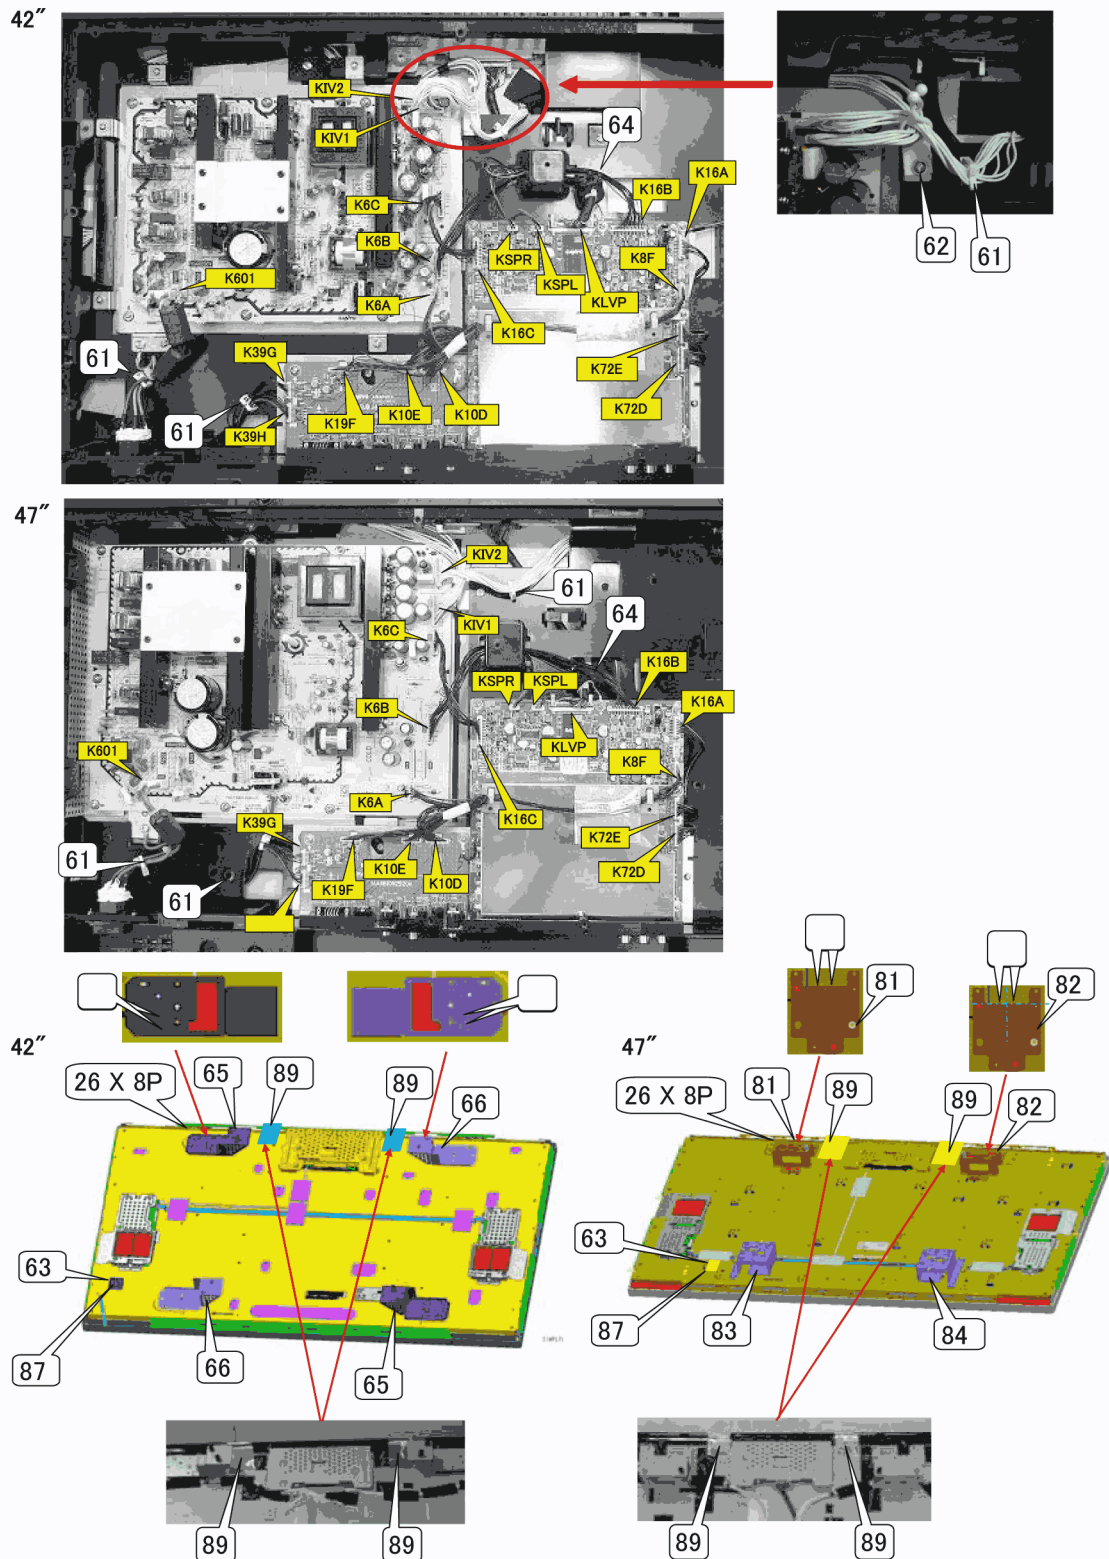 42″
KIV2
KIV1
64
K16A
K16B
K6C
K6B
KSPR
K8F
62
61
KSPL
KLVP
K601
K6A
K16C
61
K39G
K72E
K72D
61
K39H
K19F
K10E
K10D
47″
KIV2
61
KIV1
K6C
64
K16B
KSPR
KSPL
K16A
K6B
KLVP
K601
K8F
K6A
K16C
K39G
K72E
61
K10E
K72D
61
K19F
K10D
81
82
42″
47″
26 X 8P
65
89
89
66
26 X 8P
81
89
89
82
63
63
87
66
65
87
83
84
89
89
89
89
89
89
89
89